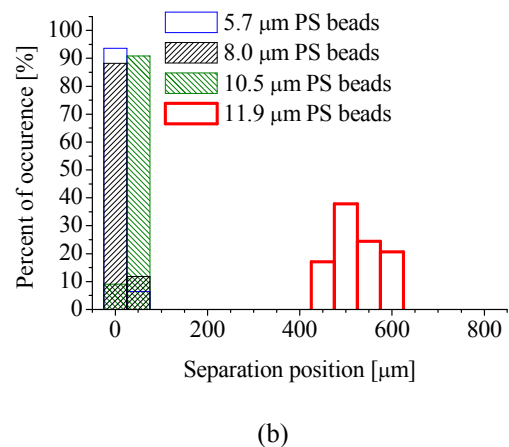 5.7 μm PS beads
8.0 μm PS beads
10.5 μm PS beads
11.9 μm PS beads
Percent of occurence [%]
100
90
80
70
60
50
40
30
20
10
0
0 200 400 600 800
Separation position [μm]
(b)